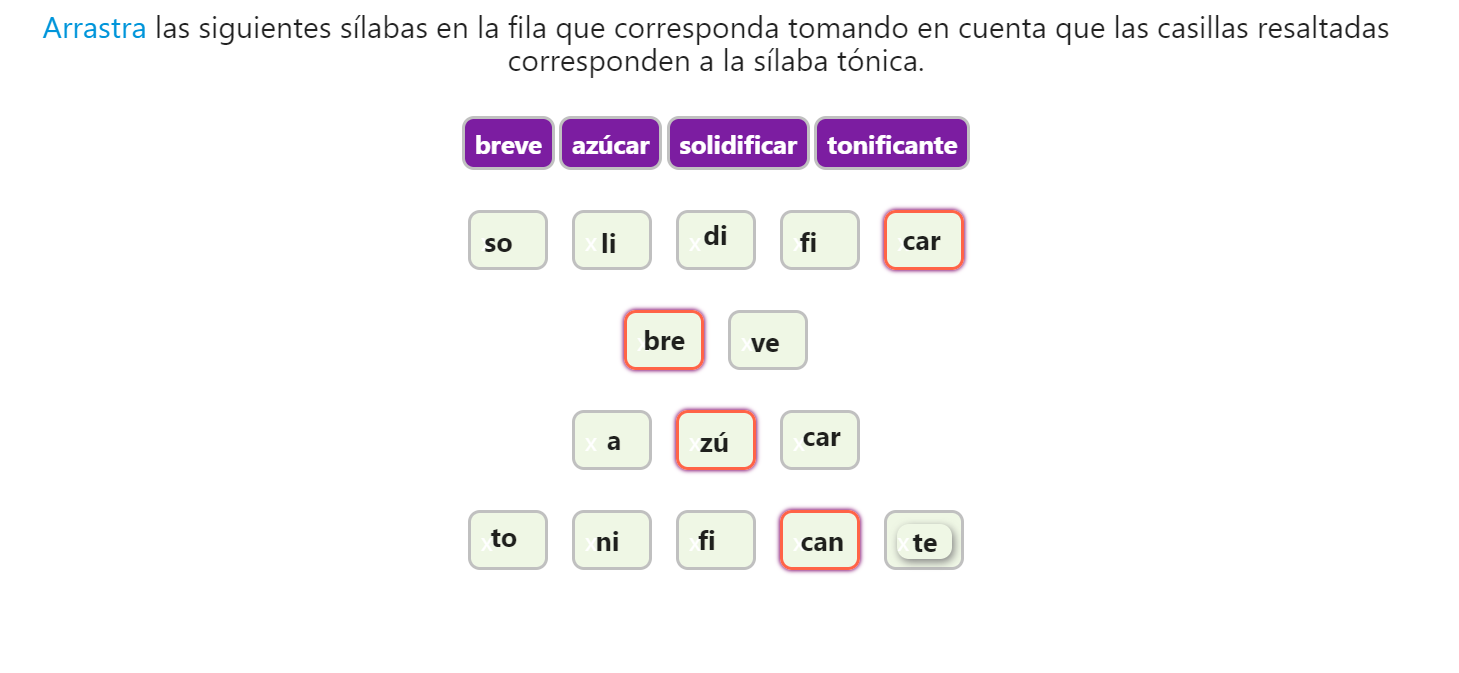 Arrastra las siguientes sílabas en la fila que corresponda tomando en cuenta que las casillas resaltadas
corresponden a la sílaba tónica.
breve azúcar solidificar tonificante
so x li x di x fi car
x bre x ve
x a x zú x car
x to x ni x fi x can x te